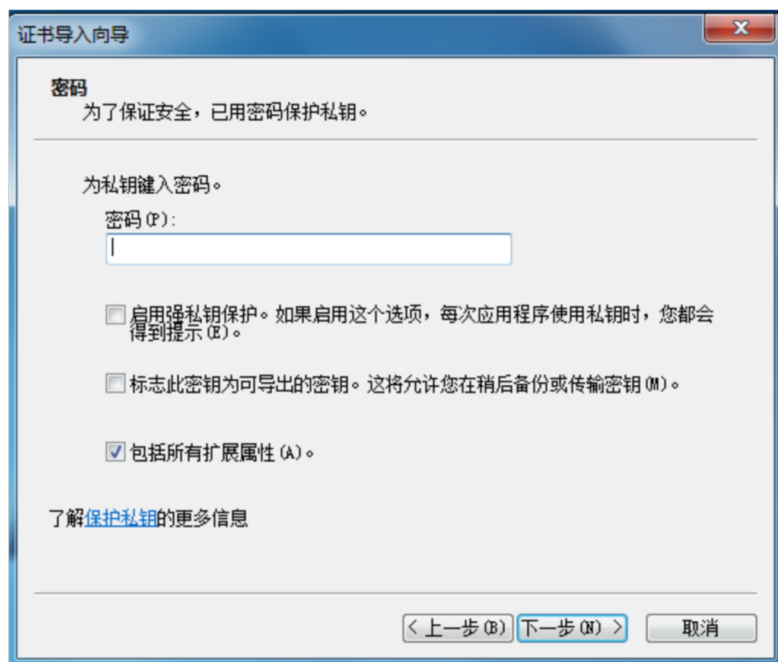 证书导入向导
密码
为了保证安全，已用密码保护私钥。
为私钥键入密码。
密码(P):
启用强私钥保护。如果启用这个选项，每次应用程序使用私钥时，您都会
得到提示(E)。
标志此密钥为可导出的密钥。这将允许您在稍后备份或传输密钥(M)。
包括所有扩展属性(A)。
了解保护私钥的更多信息
< 上一步(B) 下一步(N) > 取消